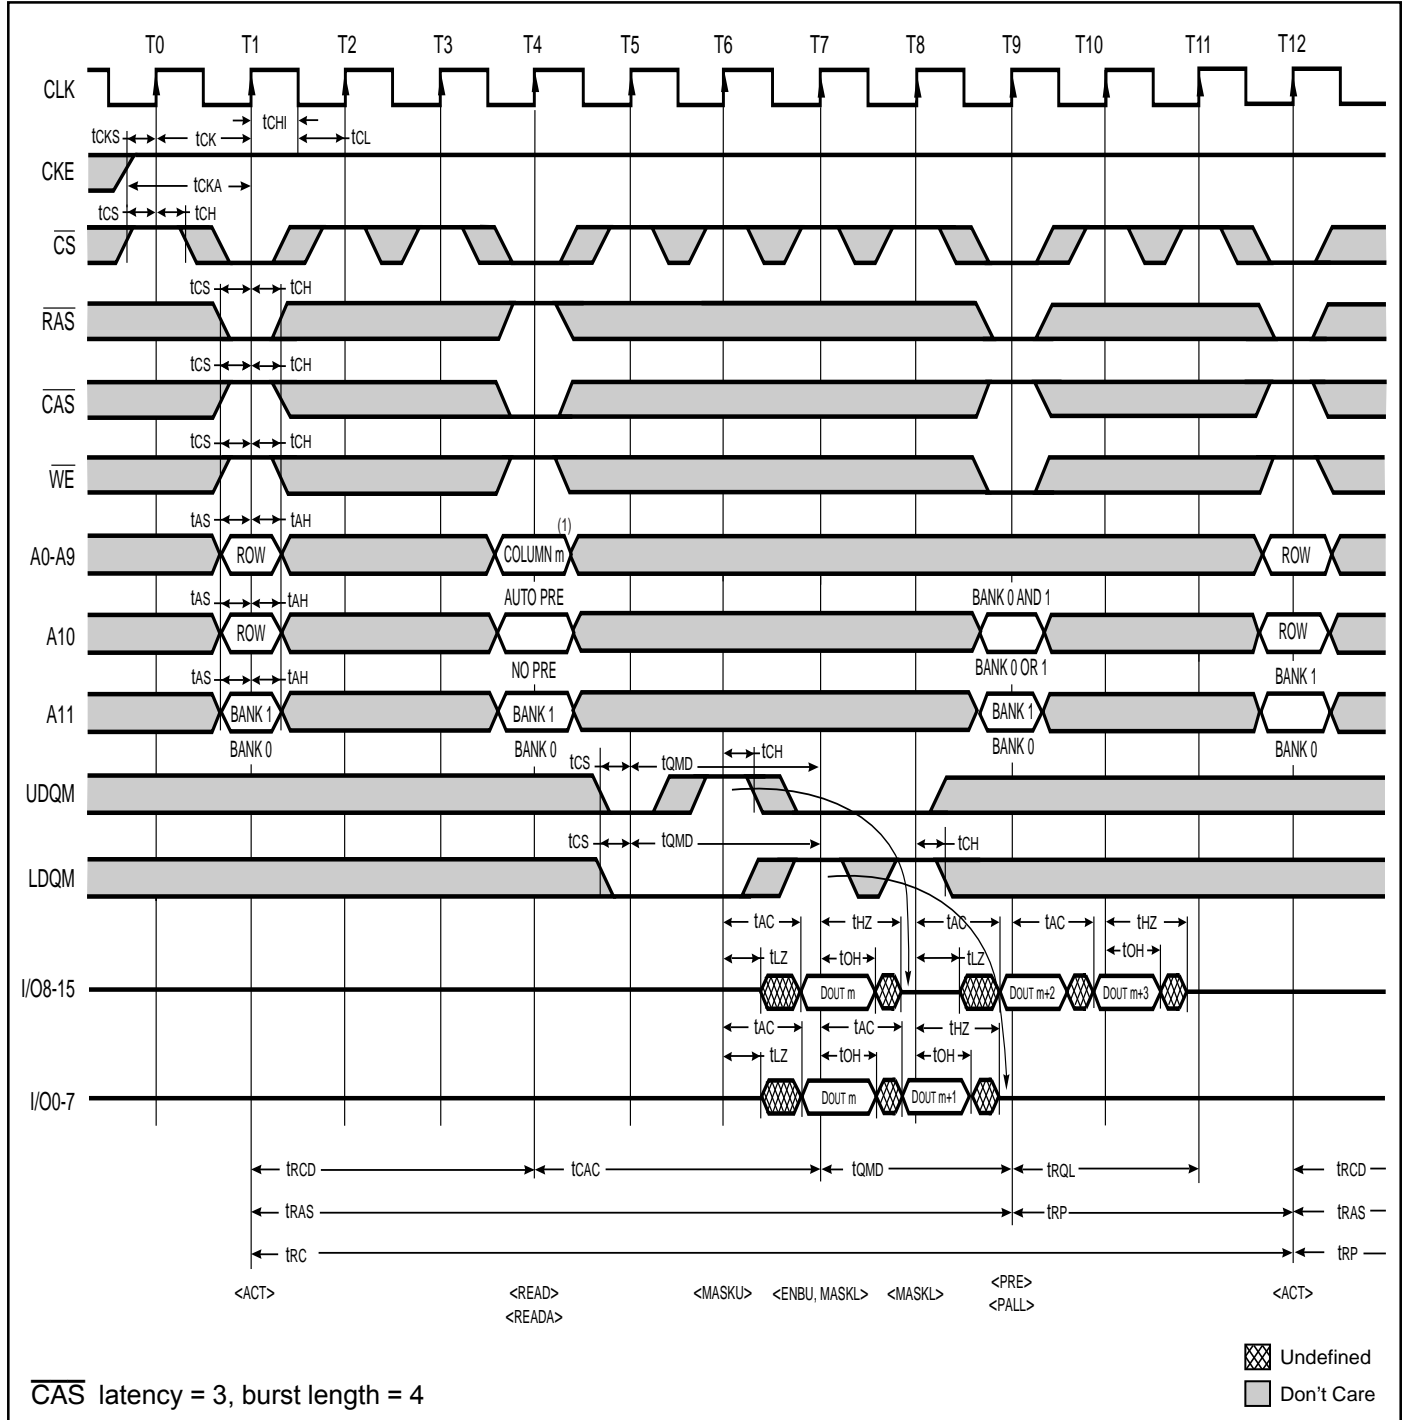 T0 T1 T2 T3 T4 T5 T6 T7 T8 T9 T10 T11 T12
CLK
tCHI
tCKS tCK tCL
CKE
tCKA
tCS tCH
CS
tCS tCH
RAS
tCS tCH
CAS
tCS tCH
WE
tAS tAH (1)
A0-A9 ROW COLUMN m ROW
tAS tAH AUTO PRE BANK 0 AND 1
A10 ROW ROW
NO PRE BANK 0 OR 1 BANK 1
tAS tAH
A11 BANK 1 BANK 1 BANK 1
BANK 0 BANK 0 BANK 0 BANK 0
tCS tQMD tCH
UDQM
tCS tQMD tCH
LDQM
tAC tHZ tAC tAC tHZ
tLZ tOH tLZ tOH
I/O8-15 DOUT m DOUT m+2 DOUT m+3
tAC tAC tHZ
tLZ tOH tOH
I/O0-7 DOUT m DOUT m+1
tRCD tCAC tQMD tRQL tRCD
tRAS tRP tRAS
tRC tRP
<ACT> <READ> <MASKU> <ENBU, MASKL> <MASKL> <PRE> <ACT>
<READA> <PALL>
Undefined
CAS latency = 3, burst length = 4
Don't Care